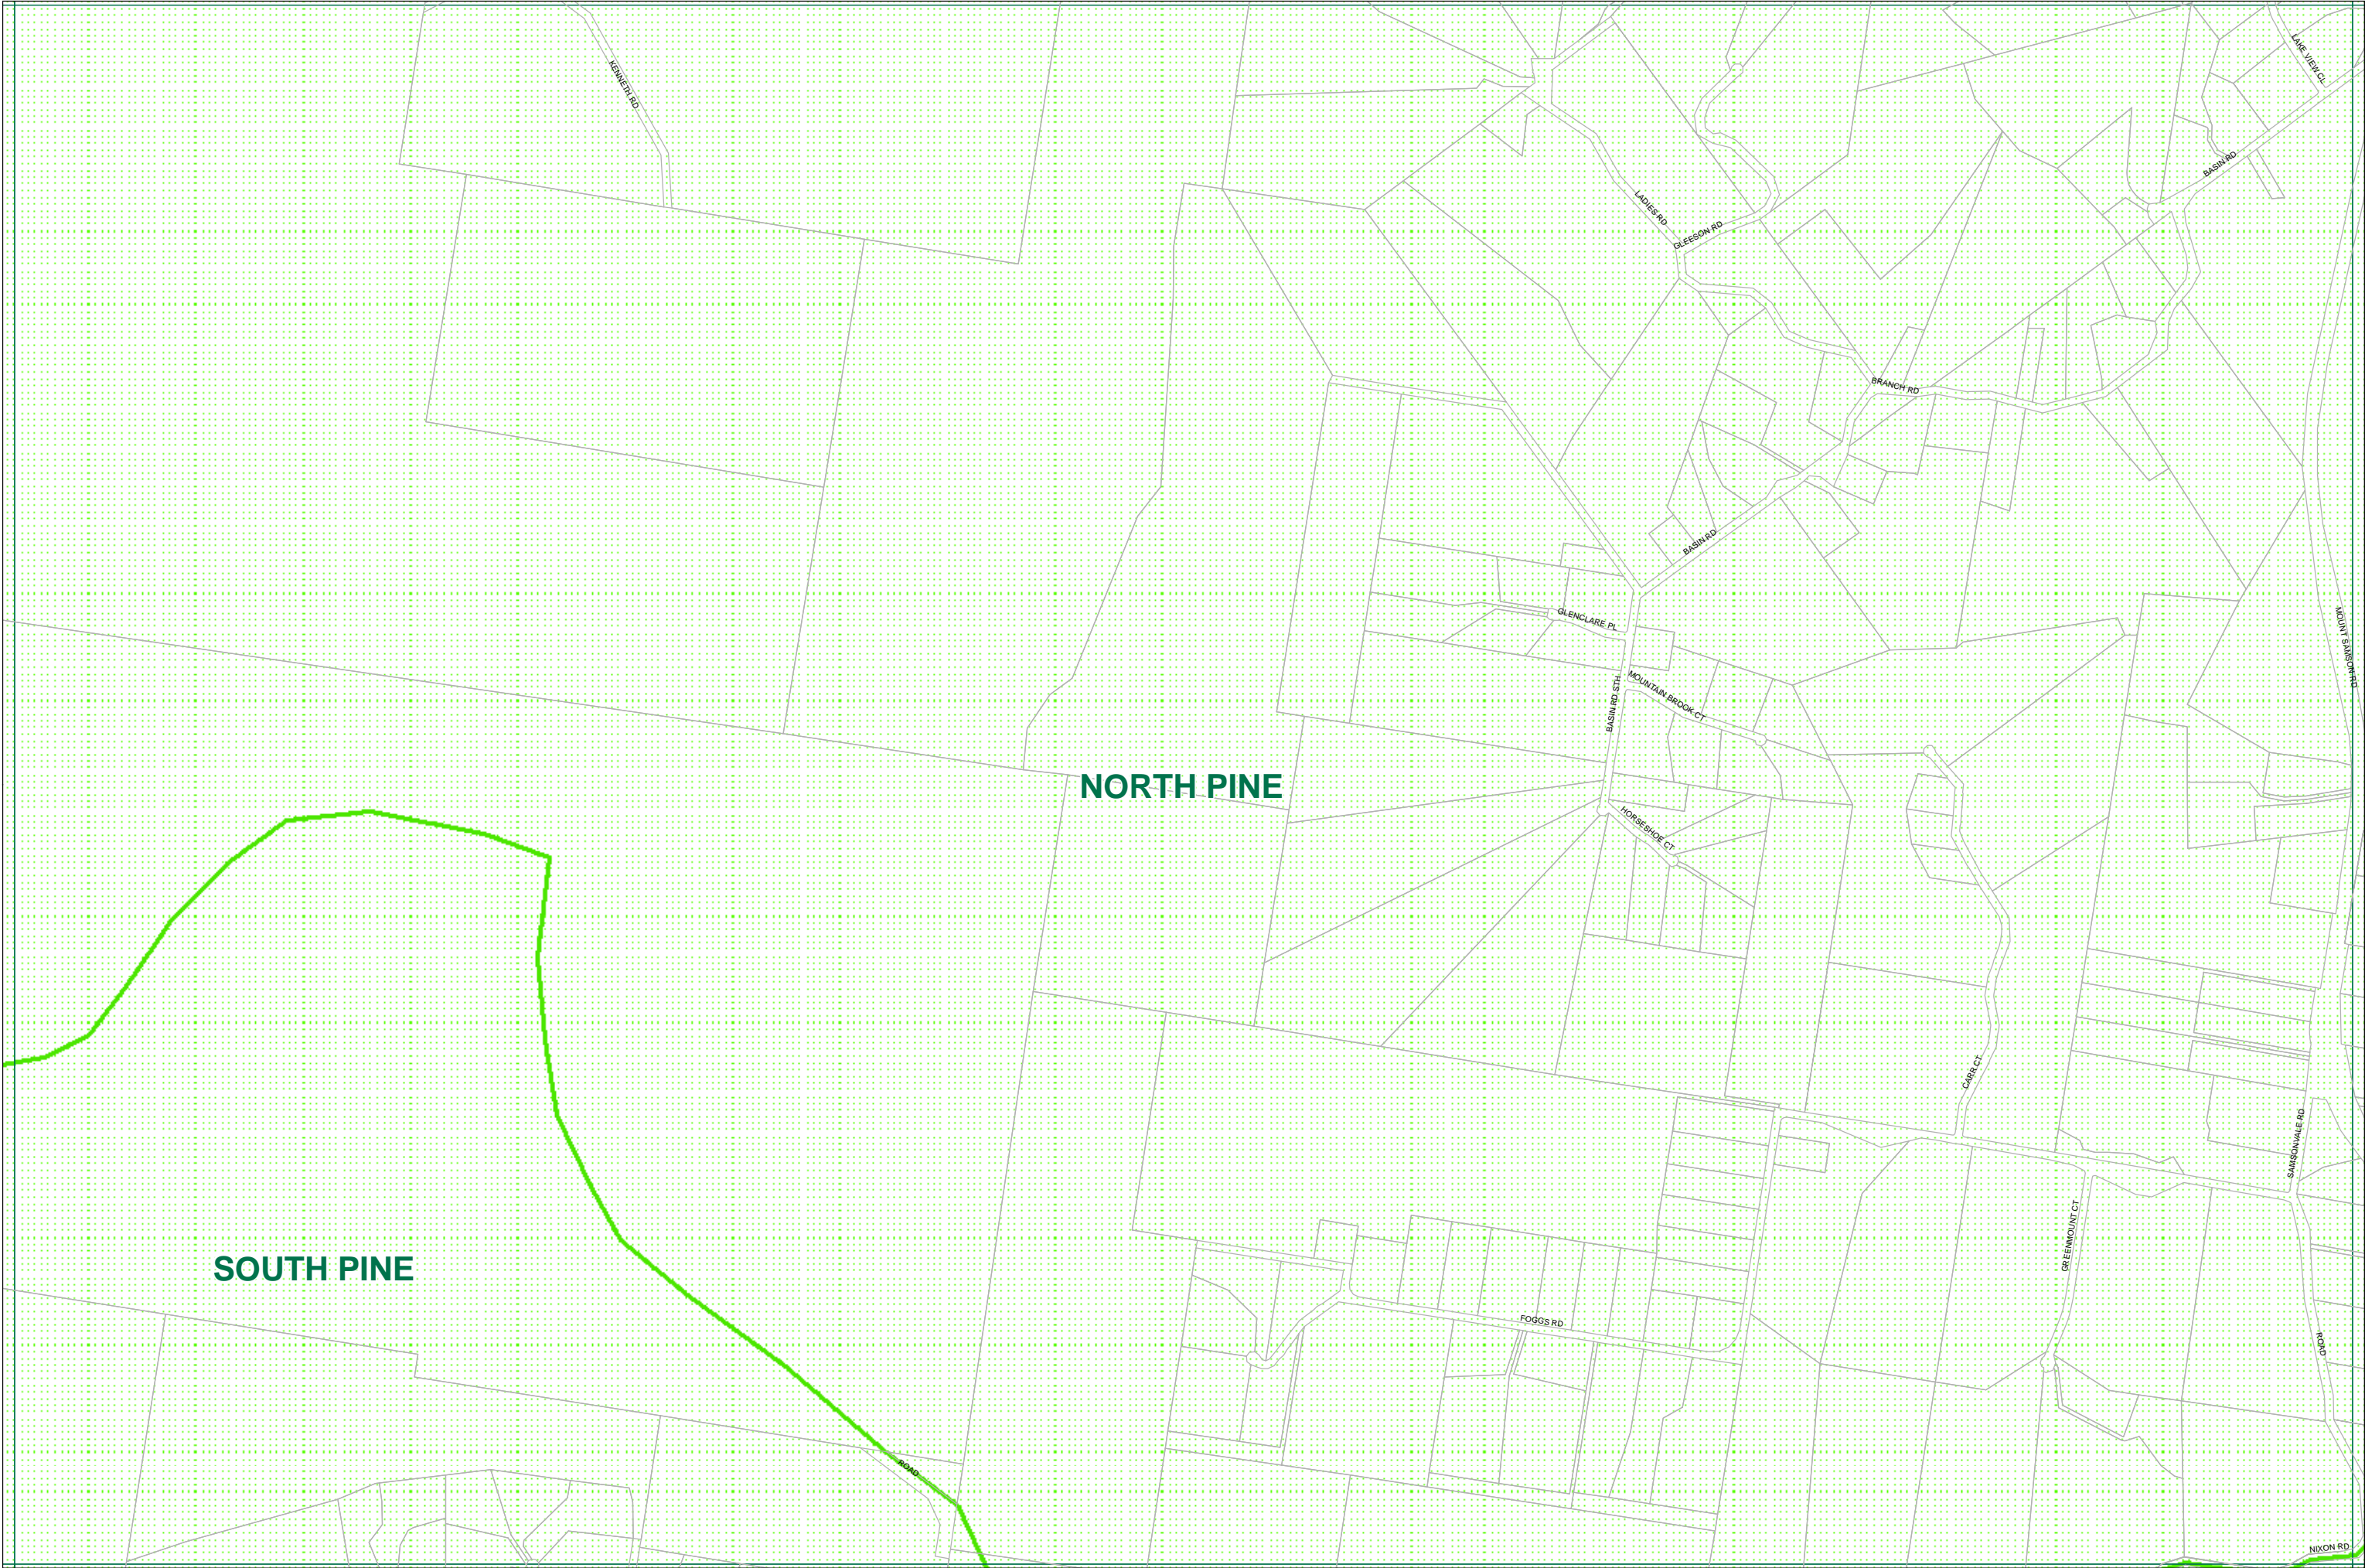 KENNETH RD
LAKE VIEW CL
BASIN RD
LADIES RD
GLEESON RD
BRANCH RD
BASIN RD
GLENCLARE PL
MOUNT SAMSON RD
MOUNTAIN BROOK CT
BASIN RD STH
NORTH PINE
HORSESHOE CT
CARR CT
SAMSONVALE RD
GREENMOUNT CT
SOUTH PINE
FOGGS RD
ROAD
ROAD
NIXON RD